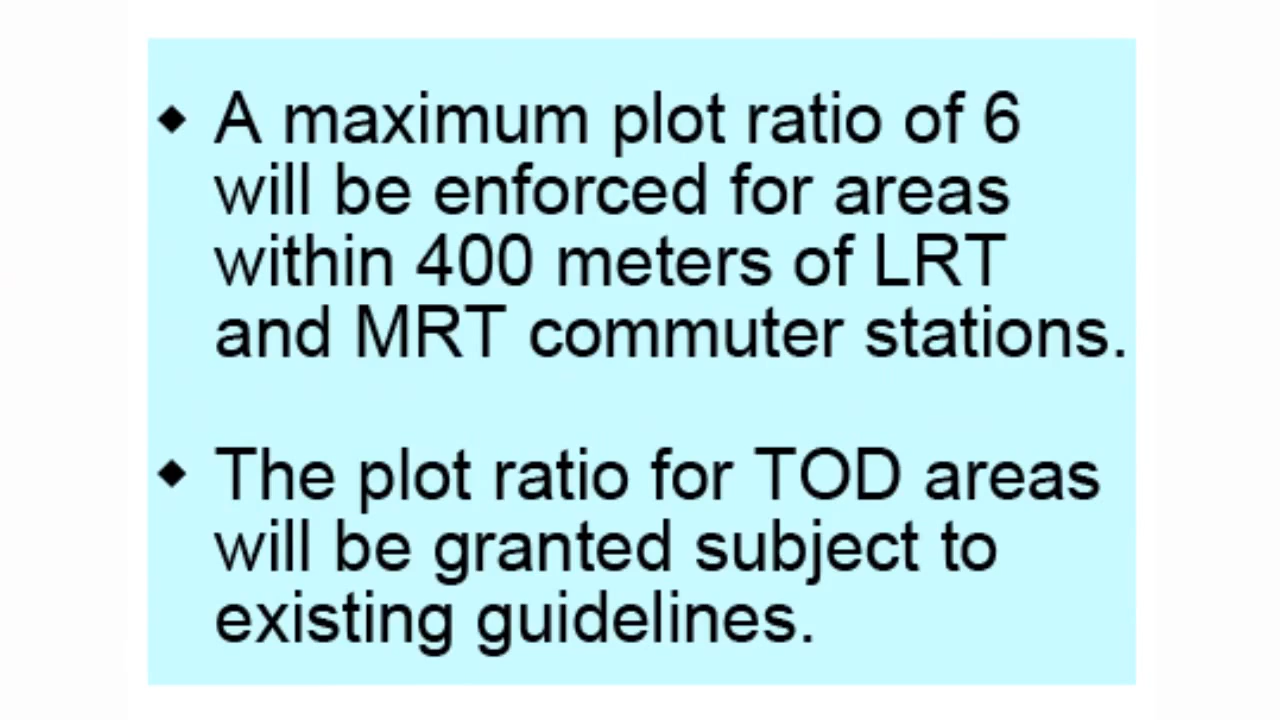 ◆ A maximum plot ratio of 6
will be enforced for areas
within 400 meters of LRT
and MRT commuter stations.
◆ The plot ratio for TOD areas
will be granted subject to
existing guidelines.